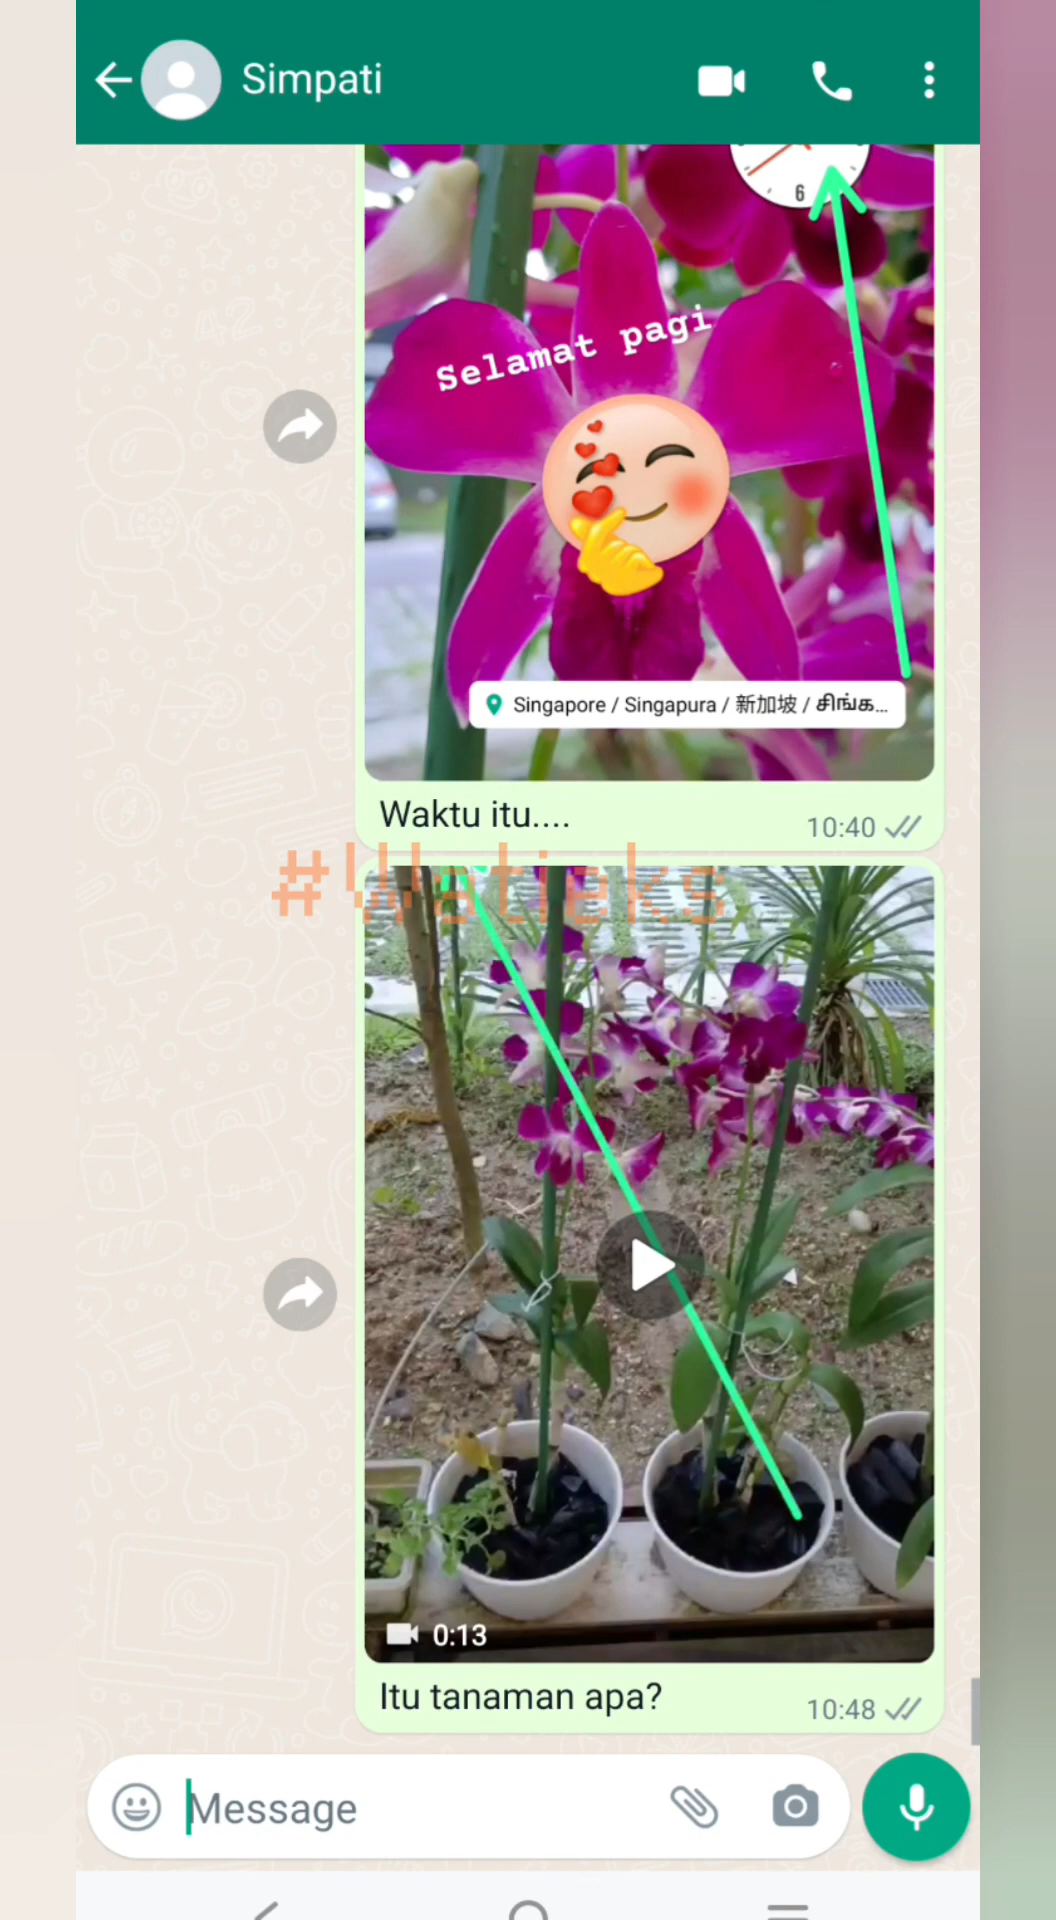 Simpati
6
Selamat pagi
Singapore / Singapura / 新加坡 / சிங்க...
Waktu itu....
10:40
#Watieks
0:13
Itu tanaman apa?
10:48
Message